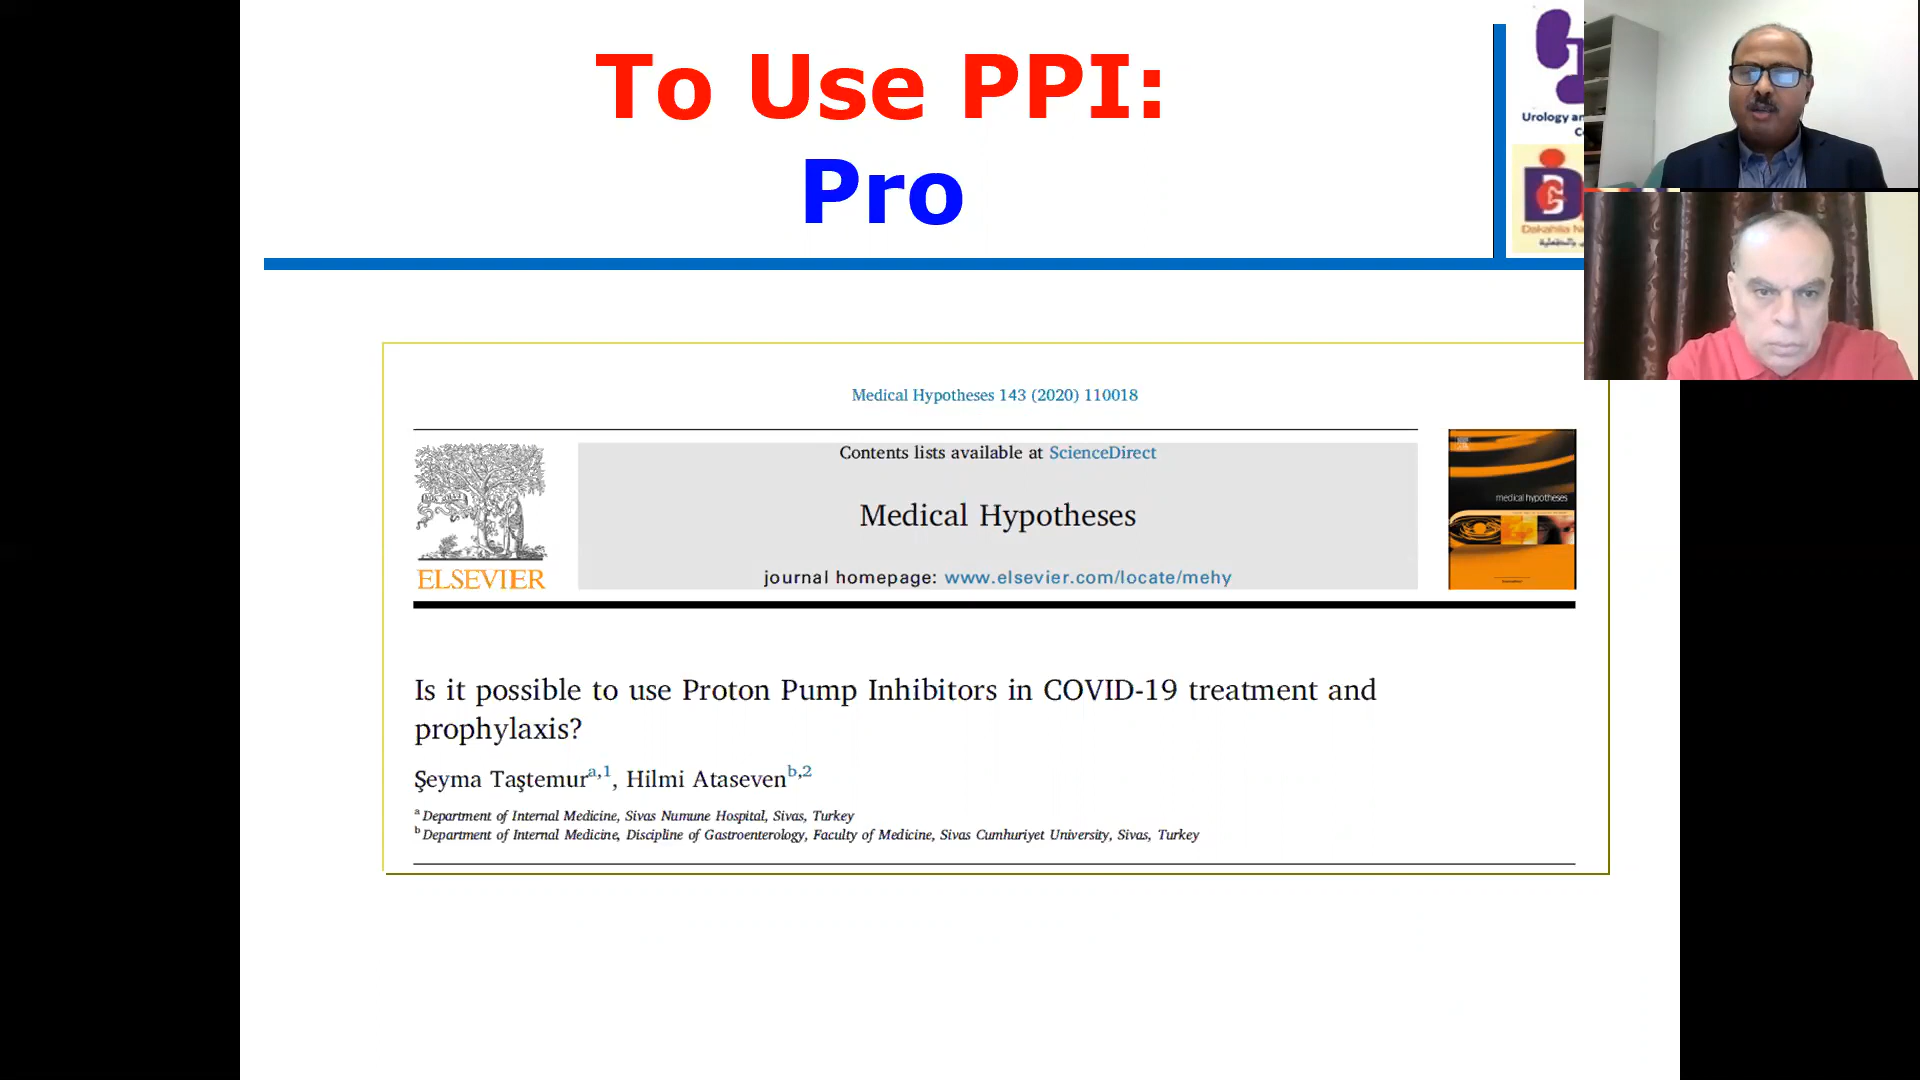 To Use PPI:
Pro
Urology
Dakahlia
Medical Hypotheses 143 (2020) 110018
Contents lists available at ScienceDirect
Medical Hypotheses
journal homepage: www.elsevier.com/locate/mehy
ELSEVIER
medical hypotheses
Is it possible to use Proton Pump Inhibitors in COVID-19 treatment and
prophylaxis?
Şeyma Taştemur a,1, Hilmi Ataseven b,2
a Department of Internal Medicine, Sivas Numune Hospital, Sivas, Turkey
b Department of Internal Medicine, Discipline of Gastroenterology, Faculty of Medicine, Sivas Cumhuriyet University, Sivas, Turkey